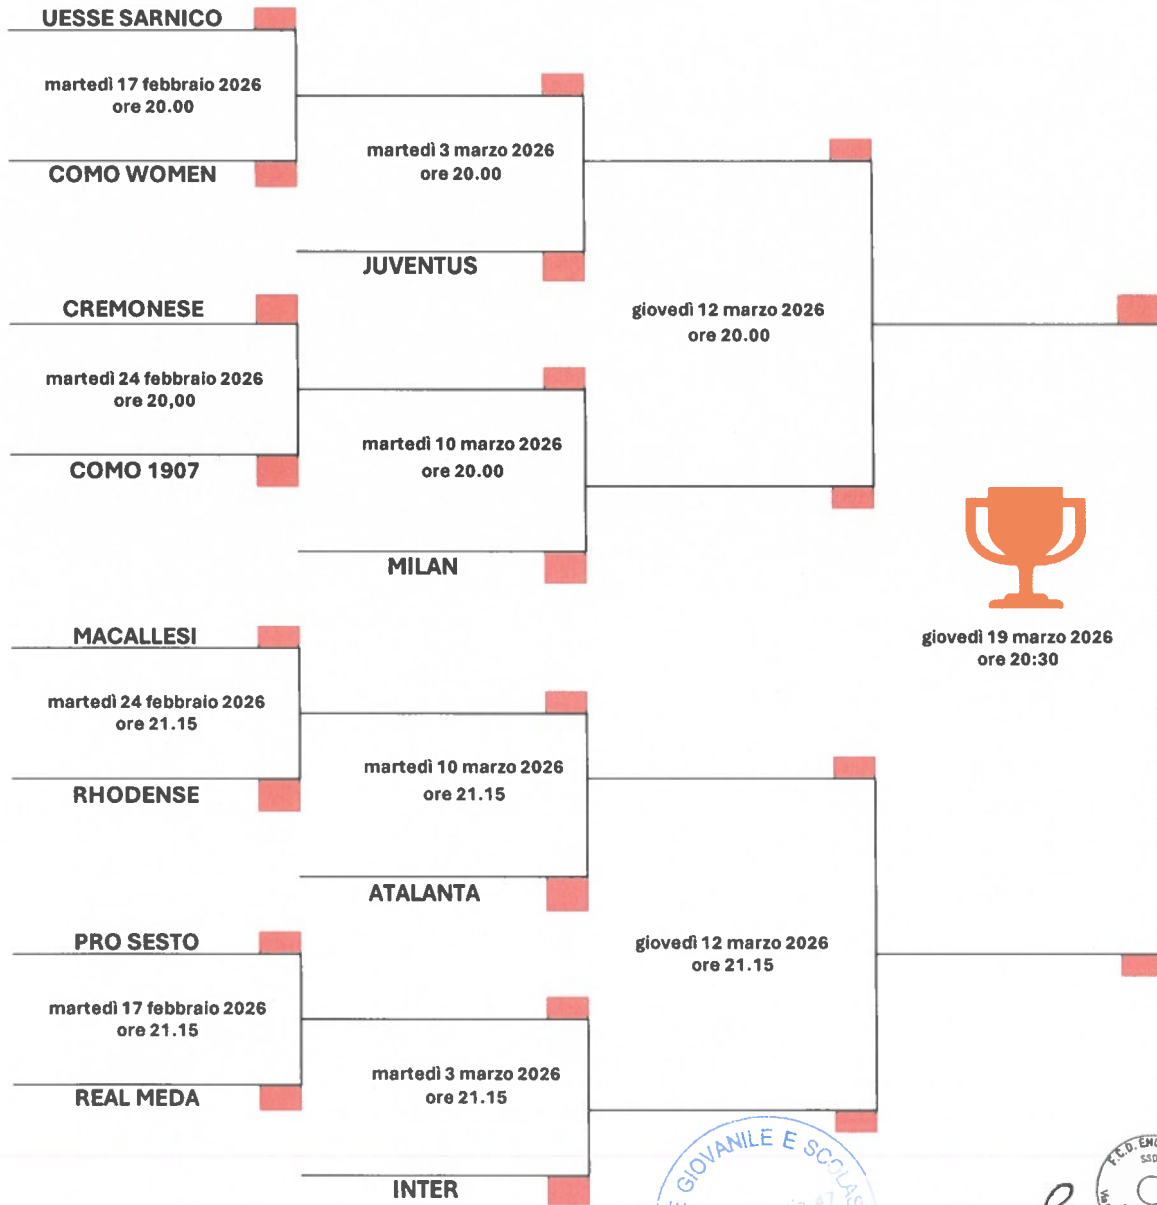 UESSE SARNICO
martedì 17 febbraio 2026
ore 20.00
COMO WOMEN
martedì 3 marzo 2026
ore 20.00
JUVENTUS
CREMONESE
martedì 24 febbraio 2026
ore 20,00
COMO 1907
martedì 10 marzo 2026
ore 20.00
MILAN
giovedì 12 marzo 2026
ore 20.00
giovedì 19 marzo 2026
ore 20:30
MACALLESI
martedì 24 febbraio 2026
ore 21.15
RHODENSE
martedì 10 marzo 2026
ore 21.15
ATALANTA
PRO SESTO
martedì 17 febbraio 2026
ore 21.15
REAL MEDA
martedì 3 marzo 2026
ore 21.15
INTER
giovedì 12 marzo 2026
ore 21.15
GIOVANILE E
F.C.D.
SSD